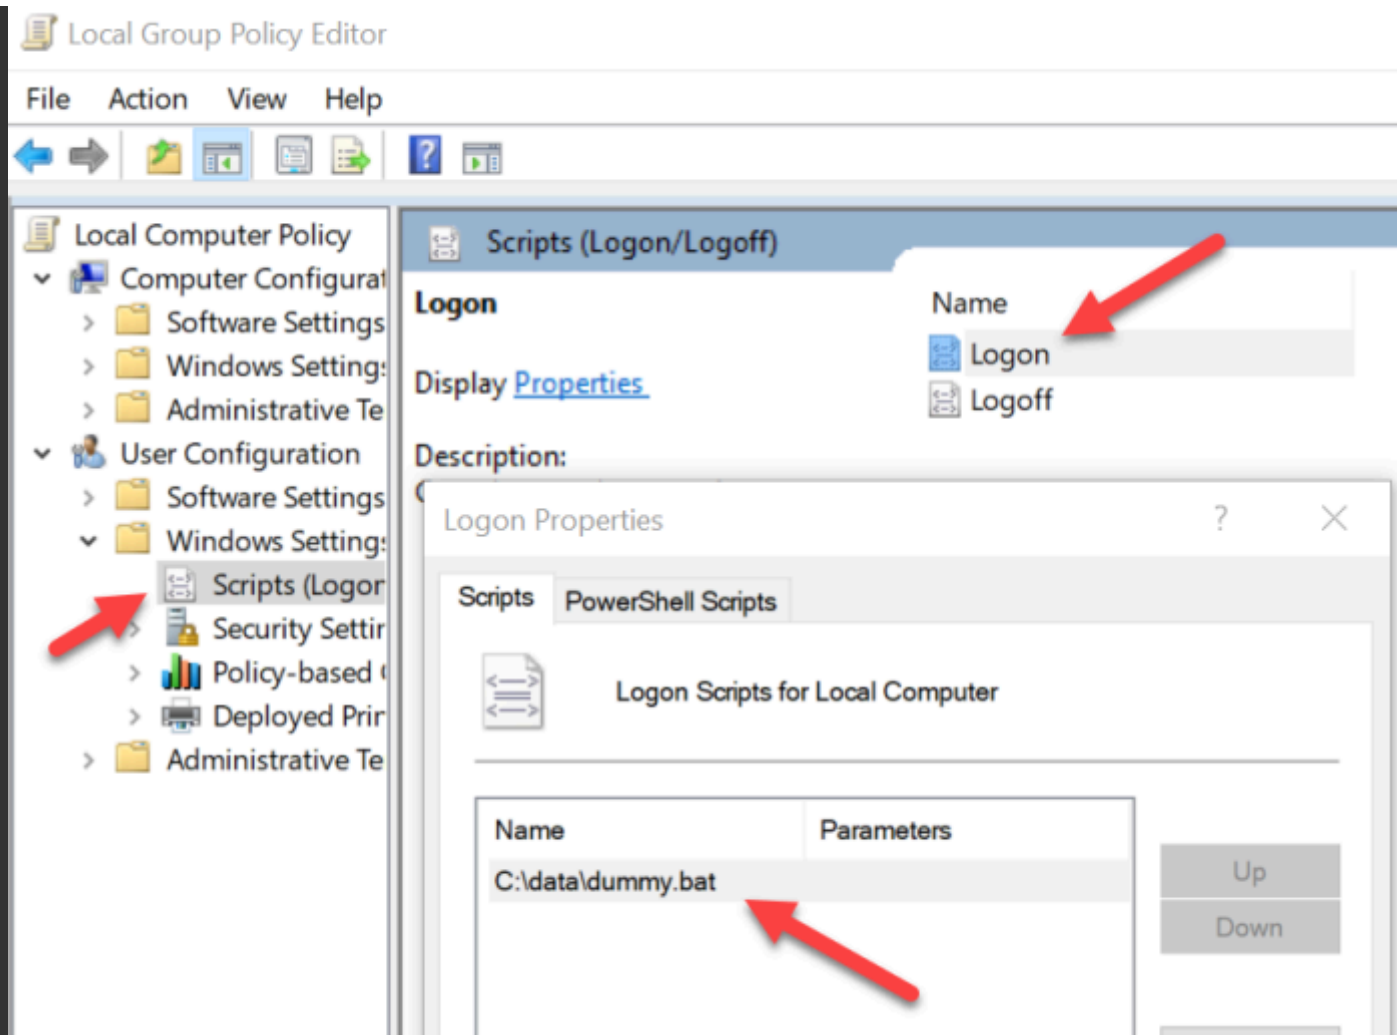 Local Group Policy Editor
File Action View Help
Local Computer Policy
Computer Configurat
Software Settings
Windows Setting
Administrative Te
User Configuration
Software Settings
Windows Setting
Scripts (Logor
Security Settir
Policy-based
Deployed Prir
Administrative Te
Scripts (Logon/Logoff)
Logon
Display Properties
Description:
Name
Logon
Logoff
Logon Properties
? 
Scripts
PowerShell Scripts
Logon Scripts for Local Computer
Name Parameters
C:\data\dummy.bat
Up
Down